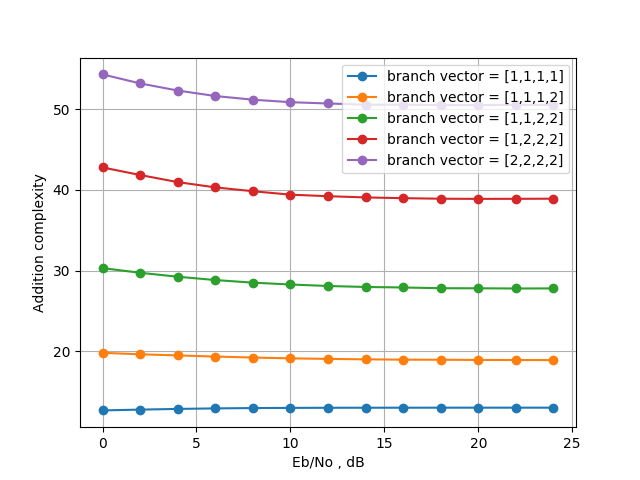 branch vector = [1,1,1,1]
branch vector = [1,1,1,2]
branch vector = [1,1,2,2]
branch vector = [1,2,2,2]
branch vector = [2,2,2,2]
50
40
30
20
Addition complexity
0 5 10 15 20 25
Eb/No , dB